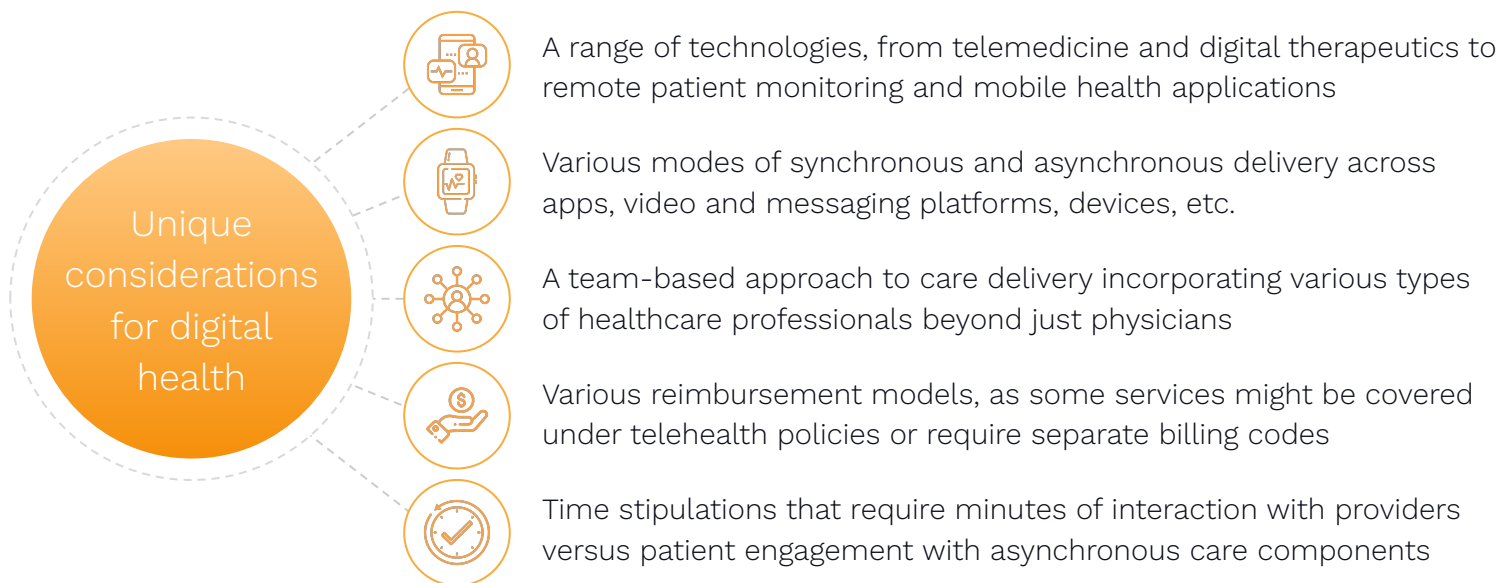 Unique
considerations
for digital
health
A range of technologies, from telemedicine and digital therapeutics to
remote patient monitoring and mobile health applications
Various modes of synchronous and asynchronous delivery across
apps, video and messaging platforms, devices, etc.
A team-based approach to care delivery incorporating various types
of healthcare professionals beyond just physicians
$
Various reimbursement models, as some services might be covered
under telehealth policies or require separate billing codes
Time stipulations that require minutes of interaction with providers
versus patient engagement with asynchronous care components